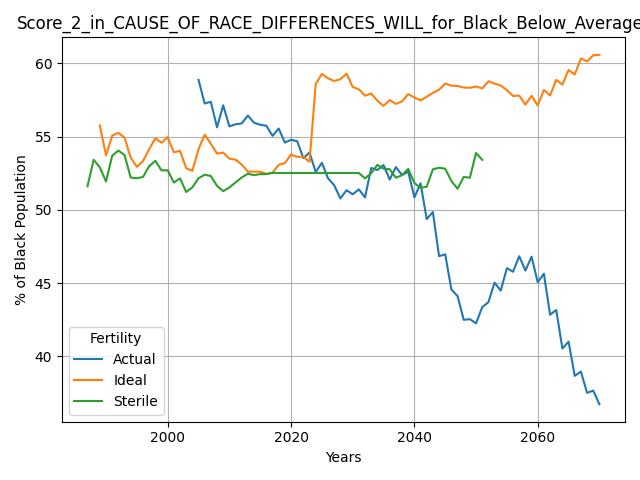 Score_2_in_CAUSE_OF_RACE_DIFFERENCES_WILL_for_Black_Below_Average
60
55
50
45
40
% of Black Population
Fertility
Actual
Ideal
Sterile
2000 2020 2040 2060
Years